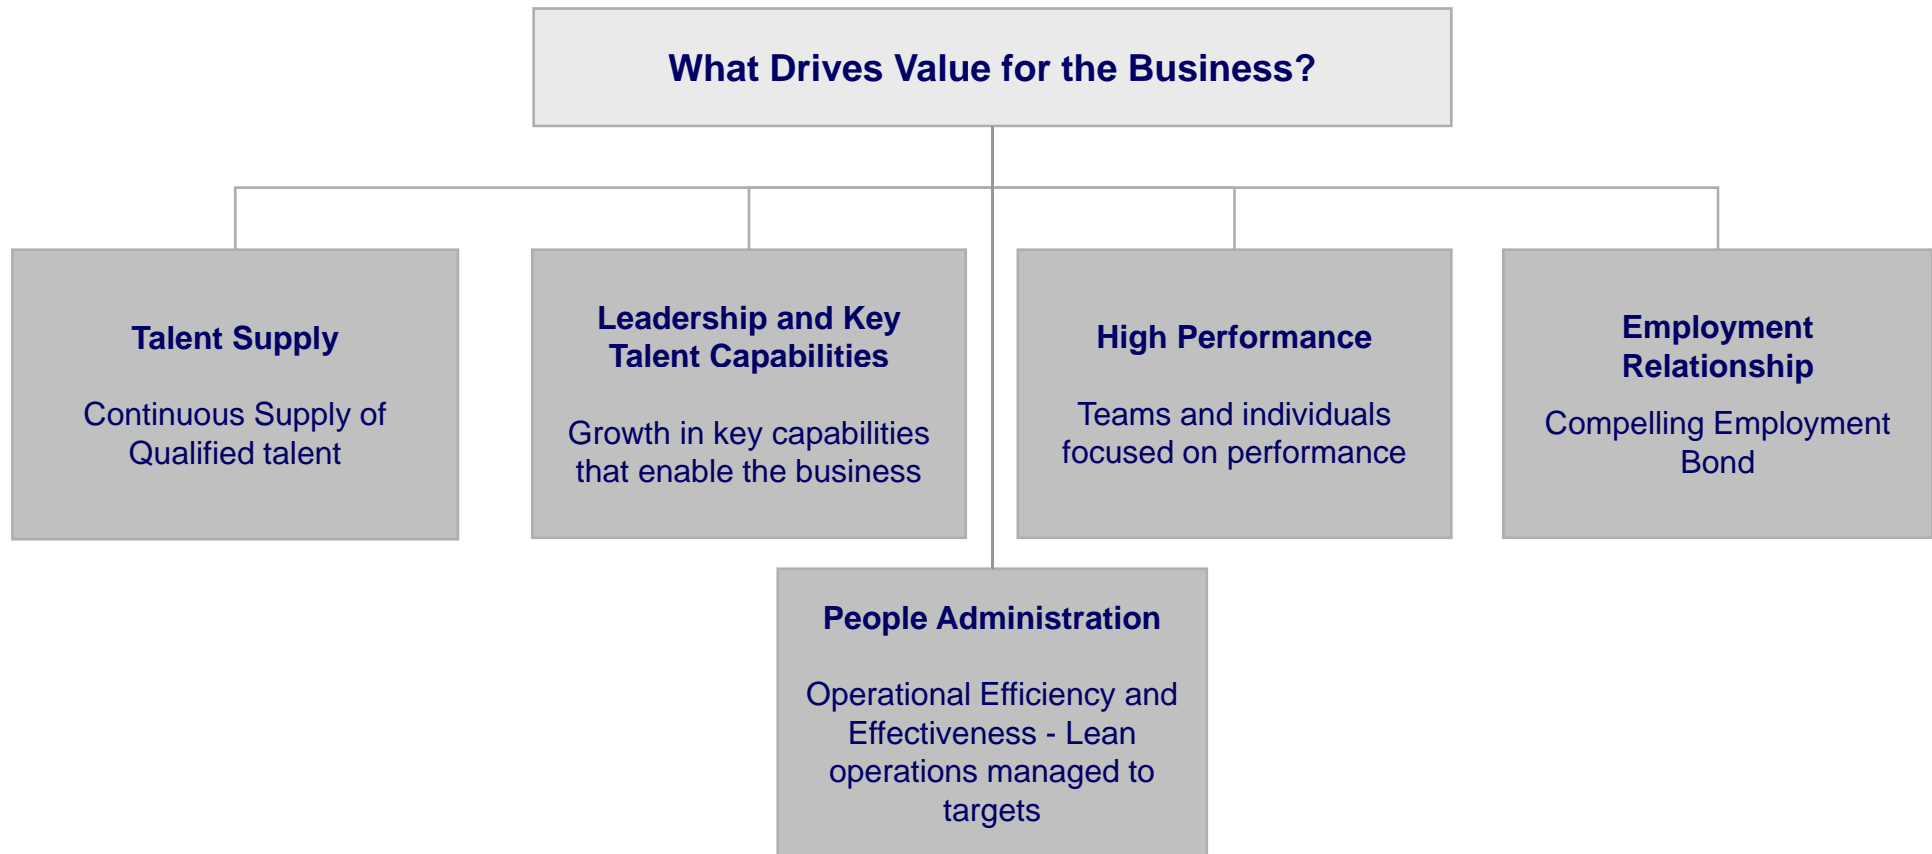 What Drives Value for the Business?
Talent Supply
Continuous Supply of
Qualified talent
Leadership and Key
Talent Capabilities
Growth in key capabilities
that enable the business
High Performance
Teams and individuals
focused on performance
Employment
Relationship
Compelling Employment
Bond
People Administration
Operational Efficiency and
Effectiveness - Lean
operations managed to
targets